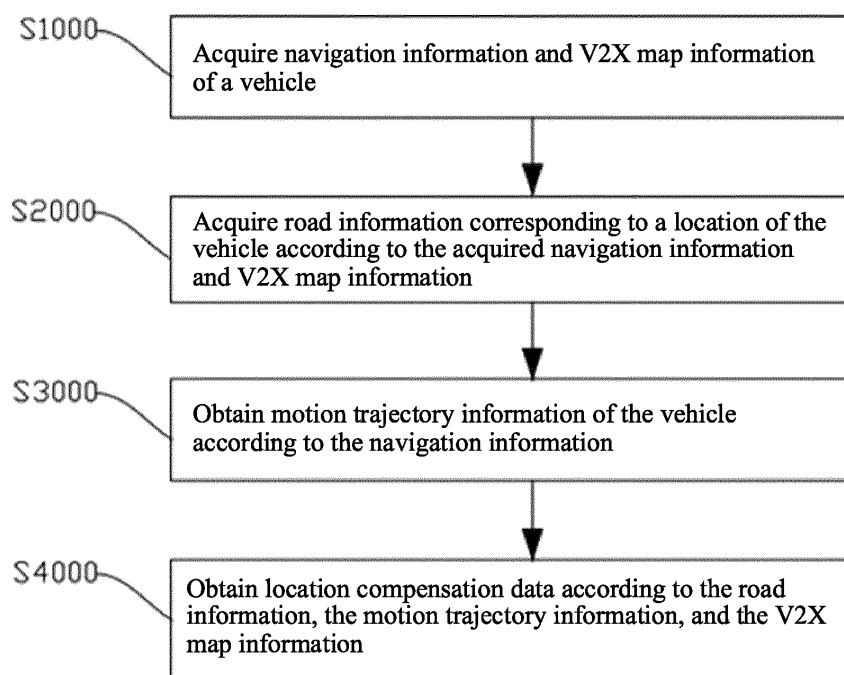 S1000
Acquire navigation information and V2X map information
of a vehicle
S2000
Acquire road information corresponding to a location of the
vehicle according to the acquired navigation information
and V2X map information
S3000
Obtain motion trajectory information of the vehicle
according to the navigation information
S4000
Obtain location compensation data according to the road
information, the motion trajectory information, and the V2X
map information